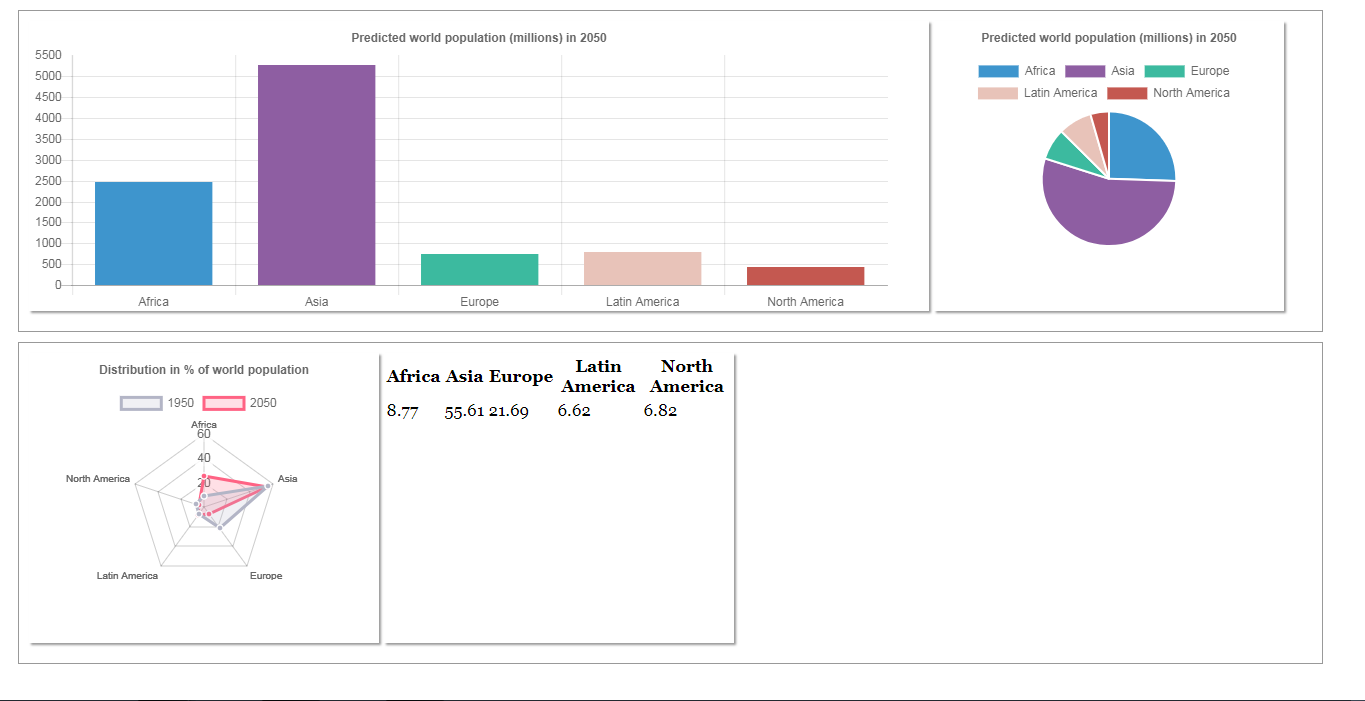 Predicted world population (millions) in 2050
5500
5000
4500
4000
3500
3000
2500
2000
1500
1000
500
0
Africa Asia Europe Latin America North America
Predicted world population (millions) in 2050
Africa Asia Europe
Latin America North America
Distribution in % of world population
1950 2050
Africa
60
40
20
North America Asia
Latin America Europe
Africa Asia Europe Latin America North America
8.77 55.61 21.69 6.62 6.82